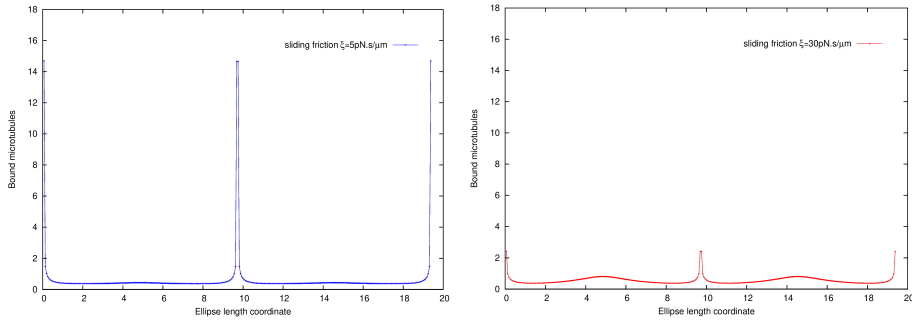 18
16
14
12
10
8
6
4
2
0
Bound microtubules
sliding friction ξ=5pN.s/μm
0 2 4 6 8 10 12 14 16 18 20
Ellipse length coordinate
18
16
14
12
10
8
6
4
2
0
Bound microtubules
sliding friction ξ=30pN.s/μm
0 2 4 6 8 10 12 14 16 18 20
Ellipse length coordinate